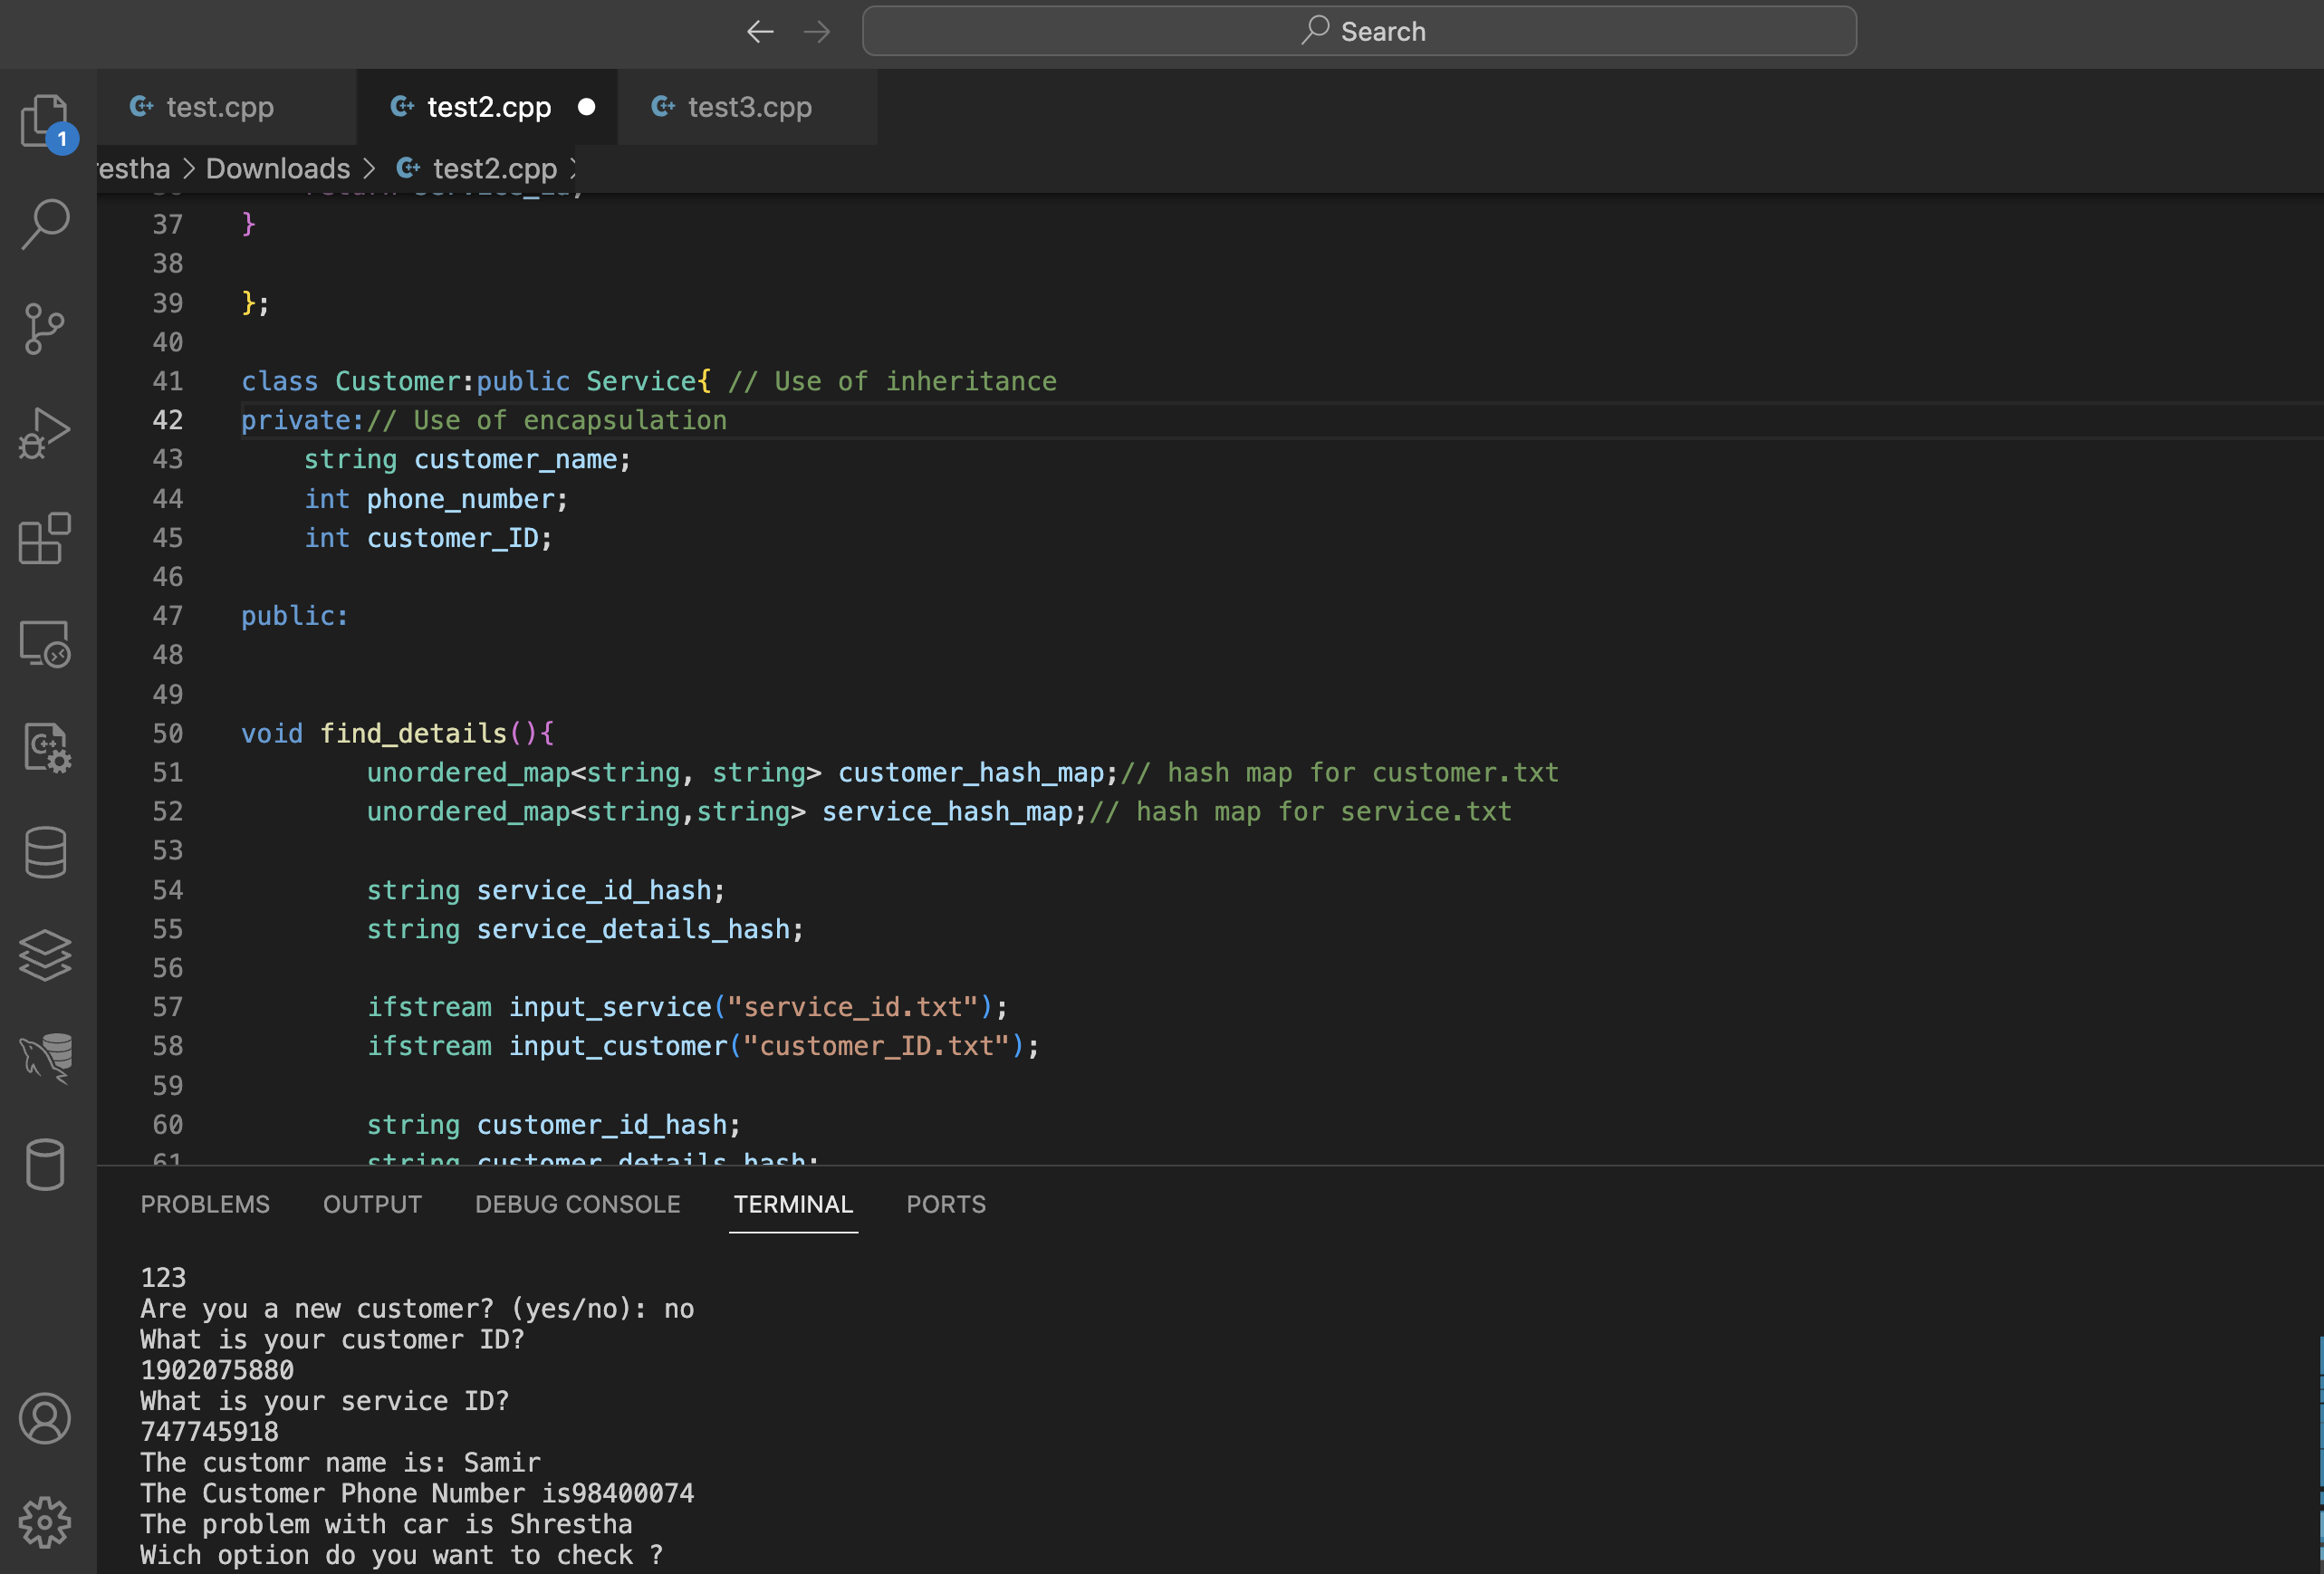 Search
test.cpp
test2.cpp
test3.cpp
1
restha > Downloads > test2.cpp >
37 }
38
39 };
40
41 class Customer:public Service{ // Use of inheritance
42 private:// Use of encapsulation
43 string customer_name;
44 int phone_number;
45 int customer_ID;
46
47 public:
48
49
50 void find_details(){
51 unordered_map<string, string> customer_hash_map;// hash map for customer.txt
52 unordered_map<string,string> service_hash_map;// hash map for service.txt
53
54 string service_id_hash;
55 string service_details_hash;
56
57 ifstream input_service("service_id.txt");
58 ifstream input_customer("customer_ID.txt");
59
60 string customer_id_hash;
61 string customer_details_hash;
PROBLEMS OUTPUT DEBUG CONSOLE TERMINAL PORTS
123
Are you a new customer? (yes/no): no
What is your customer ID?
1902075880
What is your service ID?
747745918
The customr name is: Samir
The Customer Phone Number is98400074
The problem with car is Shrestha
Wich option do you want to check ?